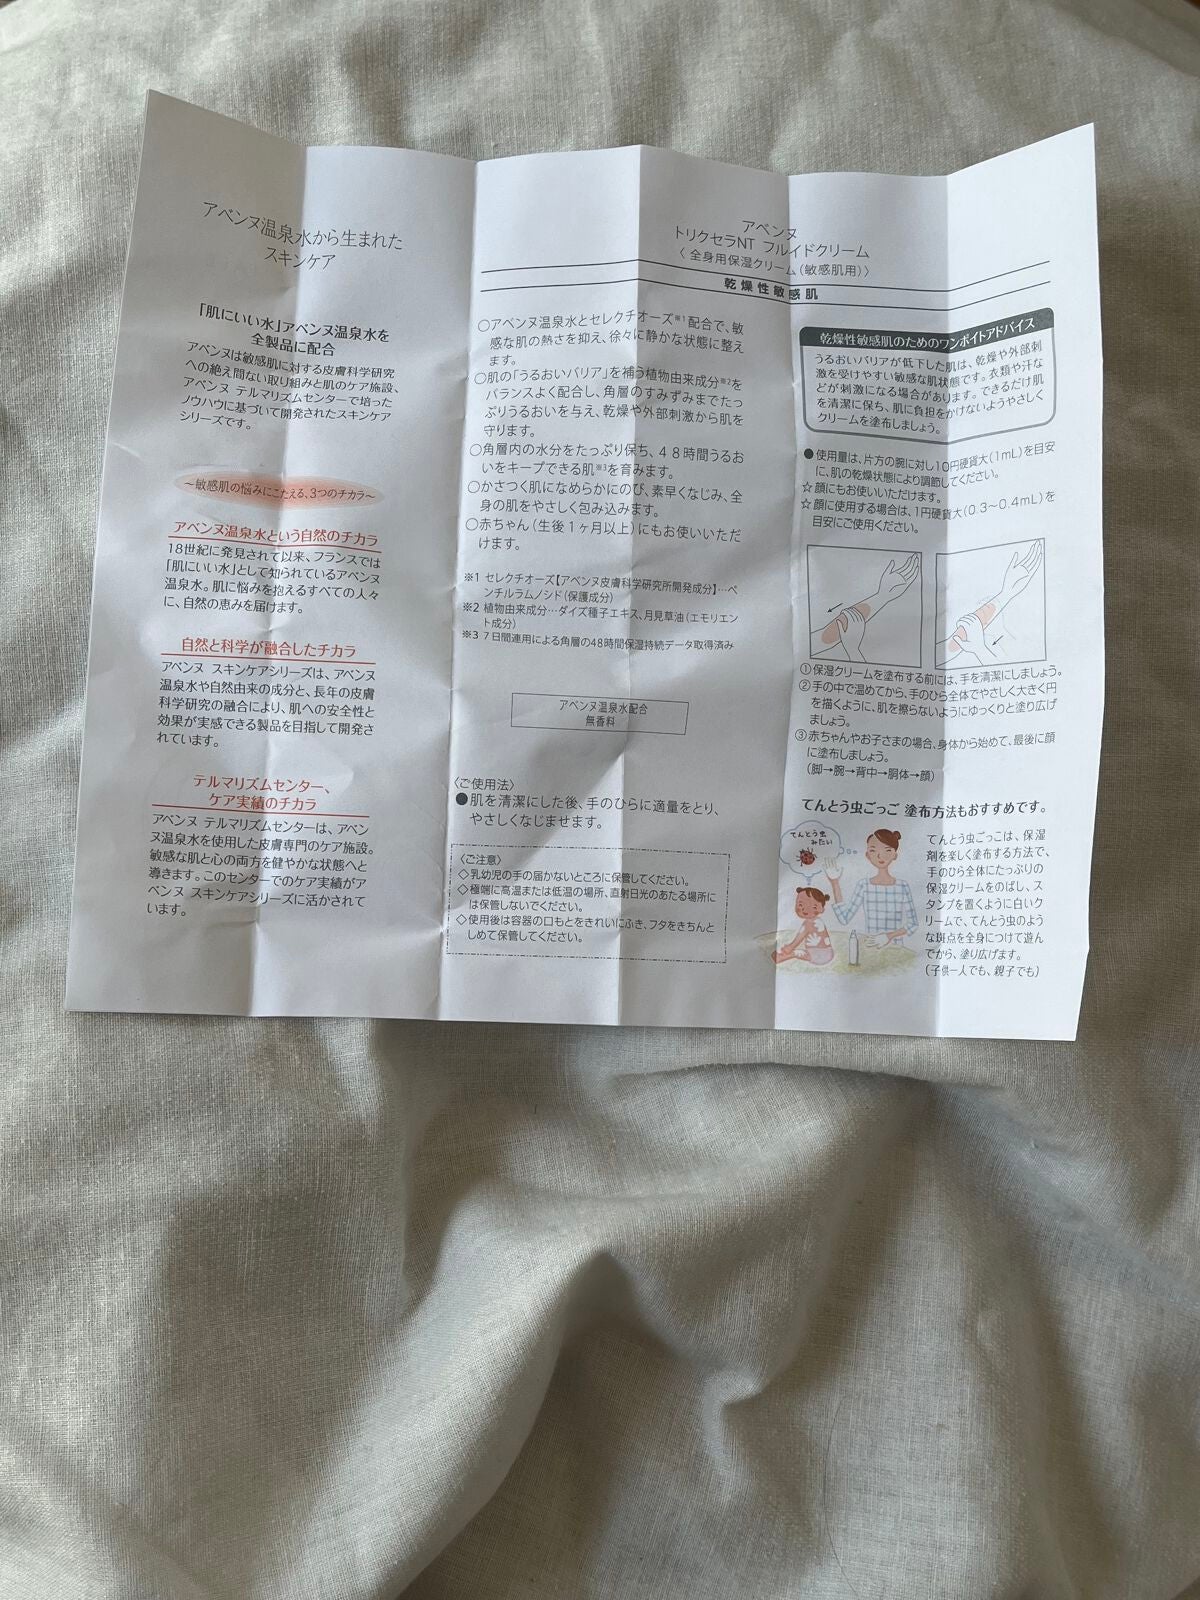 アベンヌ温泉水から生まれた
スキンケア
「肌にいい水」アベンヌ温泉水を
全製品に配合
アベンヌは敏感肌に対する皮膚科学研究
への絶え間ない取り組みと肌のケア施設、
アベンヌ テルマリズムセンターで培った
ノウハウに基づいて開発されたスキンケア
シリーズです。
～敏感肌の悩みにこたえる、3つのチカラ～
アベンヌ温泉水という自然のチカラ
18世紀に発見されて以来、フランスでは
「肌にいい水」として知られているアベンヌ
温泉水。肌に悩みを抱えるすべての人々
に、自然の恵みを届けます。
自然と科学が融合したチカラ
アベンヌ スキンケアシリーズは、アベンヌ
温泉水や自然由来の成分と、長年の皮膚
科学研究の融合により、肌への安全性と
効果が実感できる製品を目指して開発さ
れています。
テルマリズムセンター、
ケア実績のチカラ
アベンヌ テルマリズムセンターは、アベン
ヌ温泉水を使用した皮膚専門のケア施設。
敏感な肌と心の両方を健やかな状態へと
導きます。このセンターでのケア実績がア
ベンヌ スキンケアシリーズに活かされて
います。
アベンヌ
トリクセラNT フルイドクリーム
〈 全身用保湿クリーム（敏感肌用）〉
乾燥性敏感肌
○アベンヌ温泉水とセレクチオーズ※1配合で、敏
感な肌の熱さを抑え、徐々に静かな状態に整え
ます。
○肌の「うるおいバリア」を補う植物由来成分※2を
バランスよく配合し、角層のすみずみまでたっ
ぷりうるおいを与え、乾燥や外部刺激から肌を
守ります。
○角層内の水分をたっぷり保ち、48時間うるお
いをキープできる肌※3を育みます。
○かさつく肌になめらかにのび、素早くなじみ、全
身の肌をやさしく包み込みます。
○赤ちゃん（生後1ヶ月以上）にもお使いいただ
けます。
※1 セレクチオーズ【アベンヌ皮膚科学研究所開発成分】…ペ
ンチルラムノシド（保護成分）
※2 植物由来成分…ダイズ種子エキス、月見草油（エモリエン
ト成分）
※3 7日間連用による角層の48時間保湿持続データ取得済み
アベンヌ温泉水配合
無香料
〈ご使用法〉
●肌を清潔にした後、手のひらに適量をとり、
やさしくなじませます。
〈ご注意〉
◇乳幼児の手の届かないところに保管してください。
◇極端に高温または低温の場所、直射日光のあたる場所に
は保管しないでください。
◇使用後は容器の口もとをきれいにふき、フタをきちんと
しめて保管してください。
乾燥性敏感肌のためのワンポイトアドバイス
うるおいバリアが低下した肌は、乾燥や外部刺
激を受けやすい敏感な肌状態です。衣類や汗な
どが刺激になる場合があります。できるだけ肌
を清潔に保ち、肌に負担をかけないようやさしく
クリームを塗布しましょう。
●使用量は、片方の腕に対し10円硬貨大（1mL）を目安
に、肌の乾燥状態により調節してください。
☆顔にもお使いいただけます。
☆顔に使用する場合は、1円硬貨大（0.3～0.4mL）を
目安にご使用ください。
①保湿クリームを塗布する前には、手を清潔にしましょう。
②手の中で温めてから、手のひら全体でやさしく大きく円
を描くように、肌を擦らないようにゆっくりと塗り広げ
ましょう。
③赤ちゃんやお子さまの場合、身体から始めて、最後に顔
に塗布しましょう。
（脚→腕→背中→胴体→顔）
てんとう虫ごっこ 塗布方法もおすすめです。
てんとう虫
みたい
てんとう虫ごっこは、保湿
剤を楽しく塗布する方法で、
手のひら全体にたっぷりの
保湿クリームをのばし、ス
タンプを置くように白いク
リームで、てんとう虫のよう
な斑点を全身につけて遊ん
でから、塗り広げます。
（子供一人でも、親子でも）